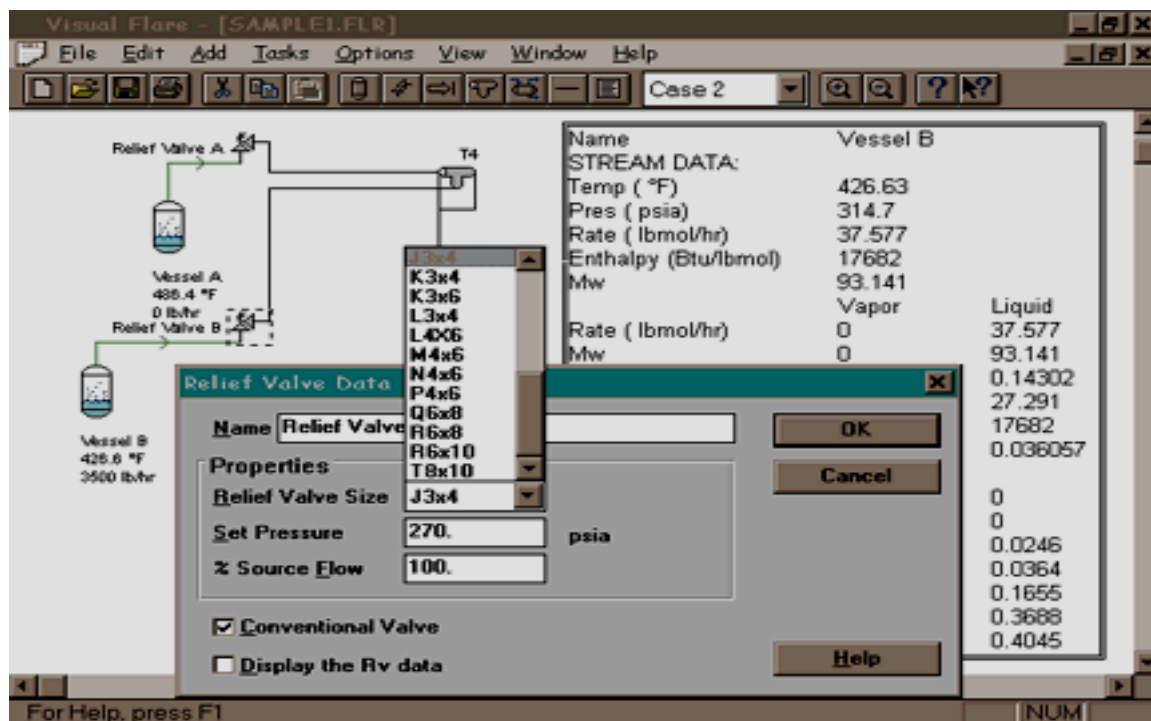 Visual Flare - [SAMPLE1.FLR]
File Edit Add Tasks Options View Window Help
Case 2
Relief Valve A
T4
Vessel A
486.4 °F
0 lb/hr
Relief Valve B
Vessel B
426.6 °F
3500 lb/hr
Name Vessel B
STREAM DATA:
Temp ( °F) 426.63
Pres ( psia) 314.7
Rate ( lbmol/hr) 37.577
Enthalpy (Btu/lbmol) 17682
Mw 93.141
Vapor Liquid
Rate ( lbmol/hr) 0 37.577
Mw 0 93.141
0.14302
27.291
17682
0.036057
0
0
0.0246
0.0364
0.1655
0.3688
0.4045
J3x4
K3x4
K3x6
L3x4
L4X6
M4x6
N4x6
P4x6
Q6x8
R6x8
R6x10
T8x10
Relief Valve Data
Name Relief Valve
OK
Cancel
Properties
Relief Valve Size J3x4
Set Pressure 270. psia
% Source Flow 100.
Conventional Valve
Display the Rv data
Help
For Help, press F1
NUM